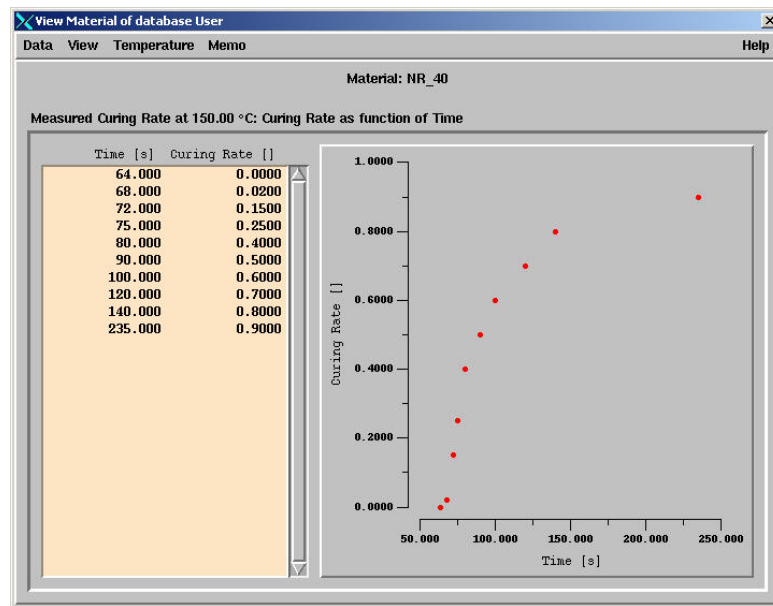 View Material of database User
Data View Temperature Memo Help
Material: NR_40
Measured Curing Rate at 150.00 °C: Curing Rate as function of Time
Time [s] Curing Rate []
64.000 0.0000
68.000 0.0200
72.000 0.1500
75.000 0.2500
80.000 0.4000
90.000 0.5000
100.000 0.6000
120.000 0.7000
140.000 0.8000
235.000 0.9000
1.0000
0.8000
0.6000
0.4000
0.2000
0.0000
Curing Rate []
50.000 100.000 150.000 200.000 250.000
Time [s]